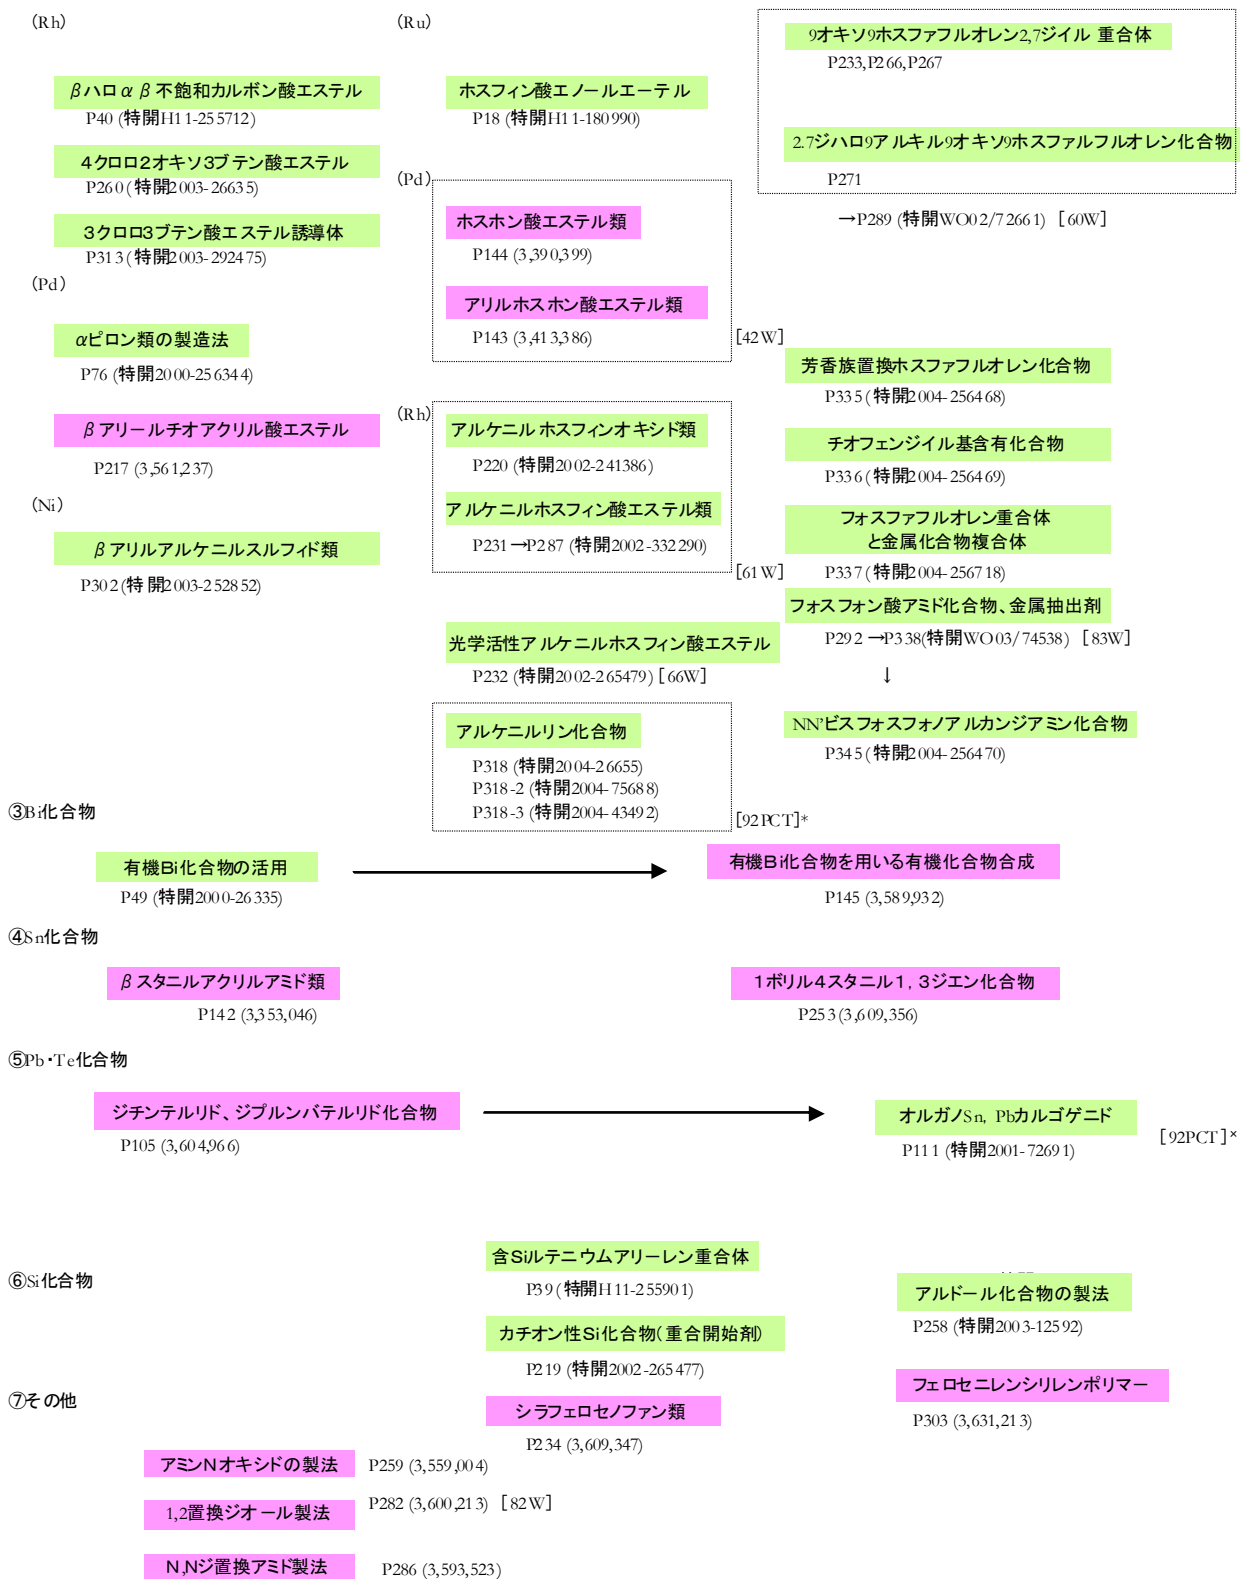 (Rh)
βハロαβ不飽和カルボン酸エステル
P40 (特開H11-255712)
4クロロ2オキソ3ブテン酸エステル
P260 (特開2003-26635)
3クロロ3ブテン酸エステル誘導体
P313 (特開2003-292475)
(Pd)
αピロン類の製造法
P76 (特開2000-256344)
βアリールチオアクリル酸エステル
P217 (3,561,237)
(Ni)
βアリルアルケニルスルフィド類
P302 (特開2003-252852)
(Ru)
ホスフィン酸エノールエーテル
P18 (特開H11-180990)
(Pd)
ホスホン酸エステル類
P144 (3,390,399)
アリルホスホン酸エステル類
P143 (3,413,386)
[42W]
(Rh)
アルケニルホスフィンオキシド類
P220 (特開2002-241386)
アルケニルホスフィン酸エステル類
P231→P287 (特開2002-332290)
[61W]
光学活性アルケニルホスフィン酸エステル
P232 (特開2002-265479) [66W]
アルケニルリン化合物
P318 (特開2004-26655)
P318-2 (特開2004-75688)
P318-3 (特開2004-43492)
[92PCT]*
9オキソ9ホスファフルオレン2,7ジイル 重合体
P233,P266,P267
2.7ジハロ9アルキル9オキソ9ホスファルフルオレン化合物
P271
→P289 (特開WO02/72661) [60W]
芳香族置換ホスファフルオレン化合物
P335 (特開2004-256468)
チオフェンジイル基含有化合物
P336 (特開2004-256469)
フォスファフルオレン重合体
と金属化合物複合体
P337 (特開2004-256718)
フォスフォン酸アミド化合物、金属抽出剤
P292→P338(特開WO03/74538) [83W]
↓
NN'ビスフォスフォノアルカンジアミン化合物
P345 (特開2004-256470)
③Bi化合物
有機Bi化合物の活用
P49 (特開2000-26335)
有機Bi化合物を用いる有機化合物合成
P145 (3,589,932)
④Sn化合物
βスタニルアクリルアミド類
P142 (3,353,046)
1ボリル4スタニル1,3ジエン化合物
P253 (3,609,356)
⑤Pb・Te化合物
ジチンテルリド、ジプルンバテルリド化合物
P105 (3,604,966)
オルガノSn, Pbカルゴゲニド
P111 (特開2001-72691)
[92PCT]×
⑥Si化合物
含Siルテニウムアリーレン重合体
P39 (特開H11-255901)
アルドール化合物の製法
P258 (特開2003-12592)
カチオン性Si化合物(重合開始剤)
P219 (特開2002-265477)
フェロセニレンシリレンポリマー
P303 (3,631,213)
シラフェロセノファン類
P234 (3,609,347)
⑦その他
アミンNオキシドの製法 P259 (3,559,004)
1,2置換ジオール製法 P282 (3,600,213) [82W]
N,Nジ置換アミド製法 P286 (3,593,523)